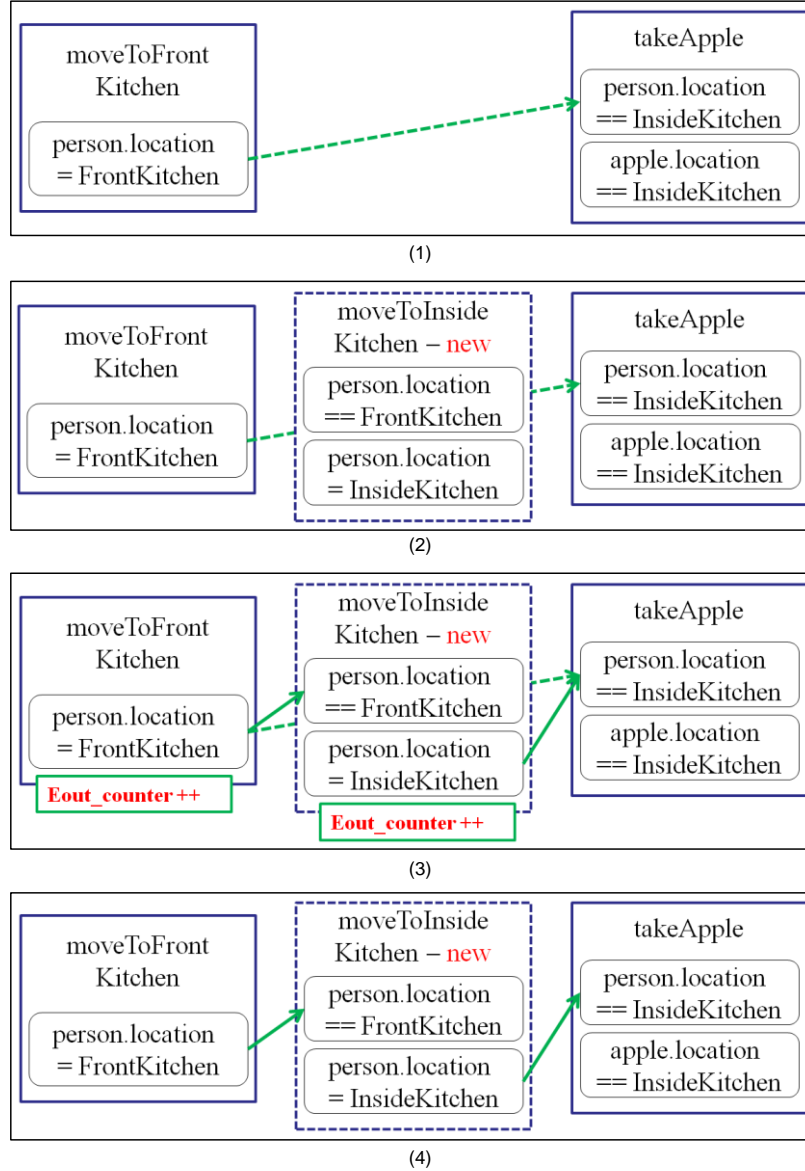 moveToFront
Kitchen
person.location
= FrontKitchen
takeApple
person.location
== InsideKitchen
apple.location
== InsideKitchen
(1)
moveToFront
Kitchen
person.location
= FrontKitchen
moveToInside
Kitchen – new
person.location
== FrontKitchen
person.location
= InsideKitchen
takeApple
person.location
== InsideKitchen
apple.location
== InsideKitchen
(2)
moveToFront
Kitchen
person.location
= FrontKitchen
Eout_counter ++
moveToInside
Kitchen – new
person.location
== FrontKitchen
person.location
= InsideKitchen
Eout_counter ++
takeApple
person.location
== InsideKitchen
apple.location
== InsideKitchen
(3)
moveToFront
Kitchen
person.location
= FrontKitchen
moveToInside
Kitchen – new
person.location
== FrontKitchen
person.location
= InsideKitchen
takeApple
person.location
== InsideKitchen
apple.location
== InsideKitchen
(4)